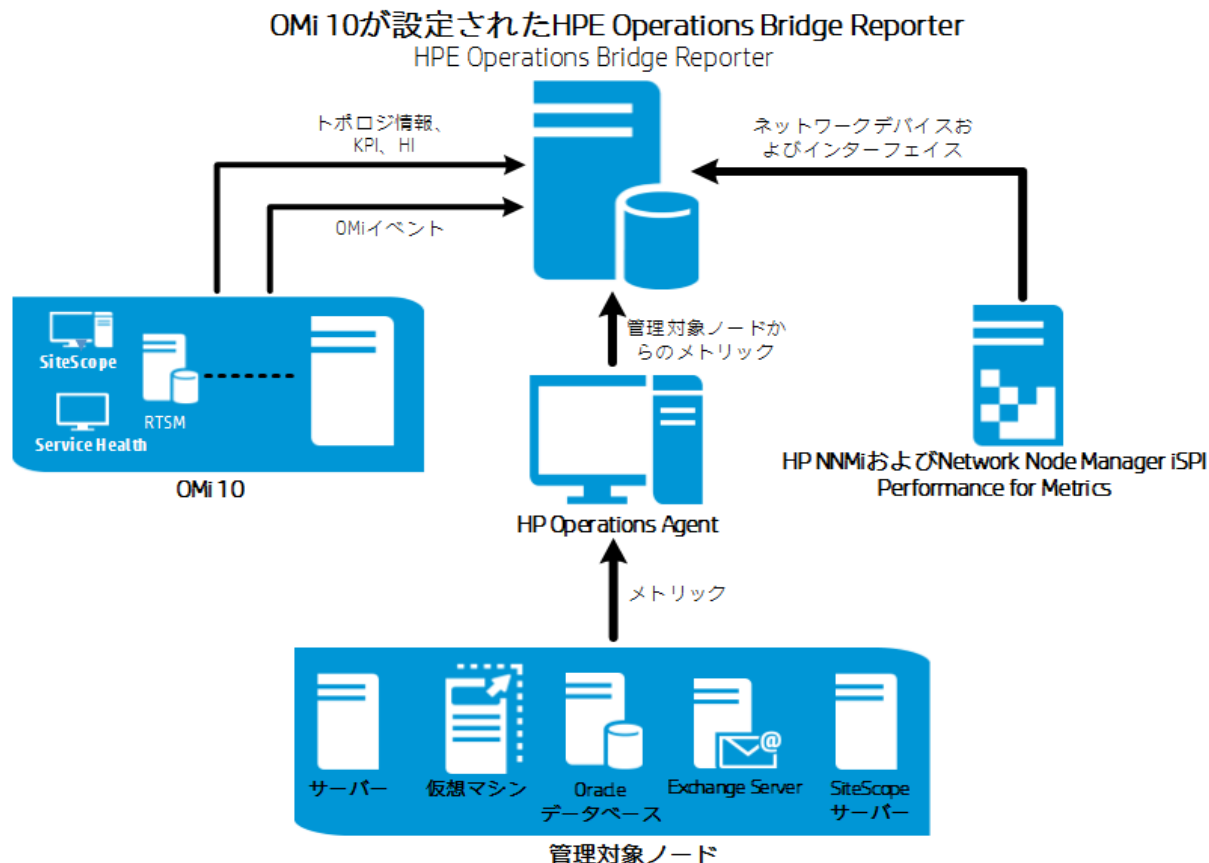 OMi 10が設定されたHPE Operations Bridge Reporter
HPE Operations Bridge Reporter
トポロジ情報、
KPI、HI
OMiイベント
ネットワークデバイスお
よびインターフェイス
管理対象ノードか
らのメトリック
SiteScope
RTSM
Service Health
OMi 10
HP Operations Agent
HP NNMiおよびNetwork Node Manager iSPI
Performance for Metrics
メトリック
サーバー
仮想マシン
Oracle
データベース
@
Exchange Server
SiteScope
サーバー
管理対象ノード